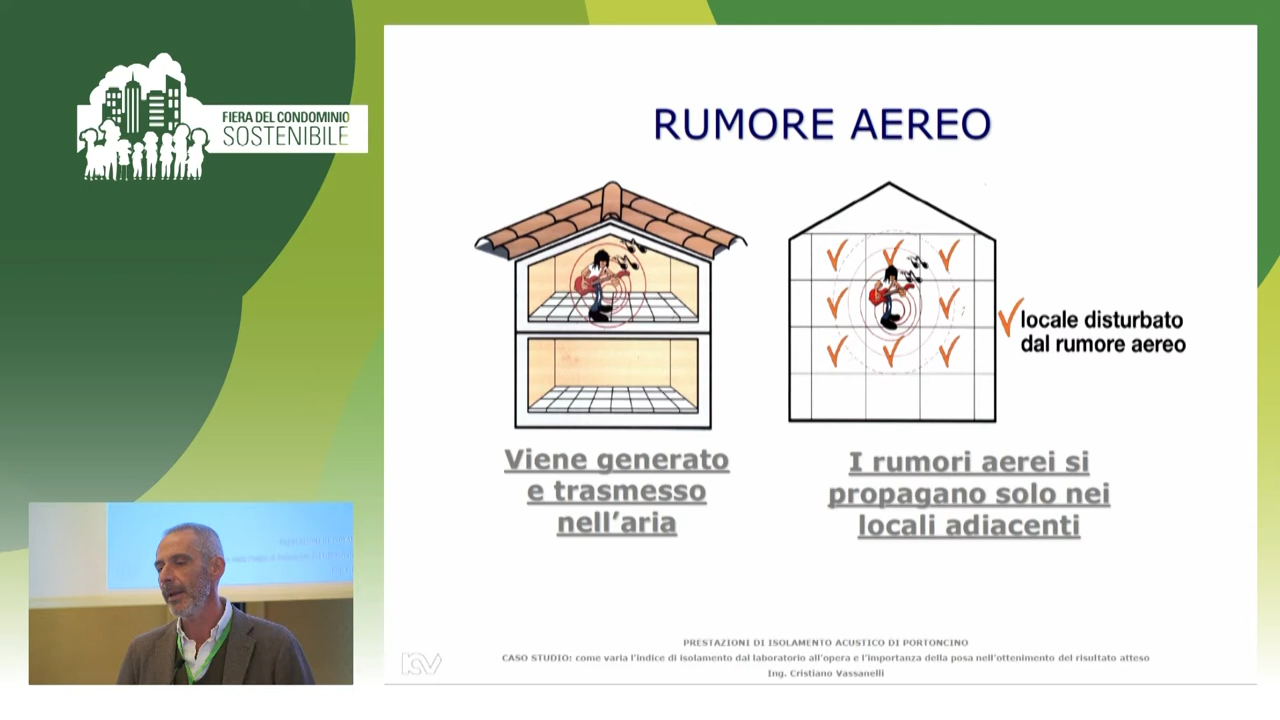 FIERA DEL CONDOMINIO
SOSTENIBILE
RUMORE AEREO
locale disturbato
dal rumore aereo
Viene generato
e trasmesso
nell'aria
I rumori aerei si
propagano solo nei
locali adiacenti
PRESTAZIONI DI ISOLAMENTO ACUSTICO DI PORTONCINO
CASO STUDIO: come varia l'indice di isolamento dal laboratorio all'opera e l'importanza della posa nell'ottenimento del risultato atteso
Ing. Cristiano Vassanelli